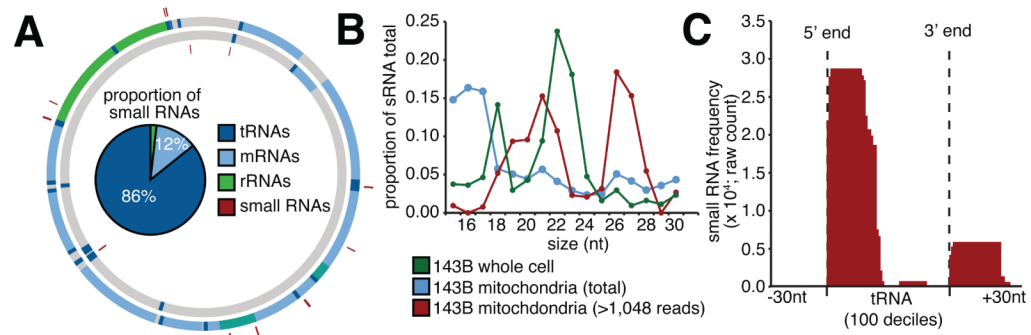 A
proportion of
small RNAs
12%
86%
tRNAs
mRNAs
rRNAs
small RNAs
B
proportion of sRNA total
0.25
0.20
0.15
0.10
0.05
0.00
16 18 20 22 24 26 28 30
size (nt)
143B whole cell
143B mitochondria (total)
143B mitochdondria (>1,048 reads)
C
5' end
3' end
small RNA frequency
(x 10⁴; raw count)
3.5
3.0
2.5
2.0
1.5
1.0
0.5
0.0
-30nt
tRNA
+30nt
(100 deciles)